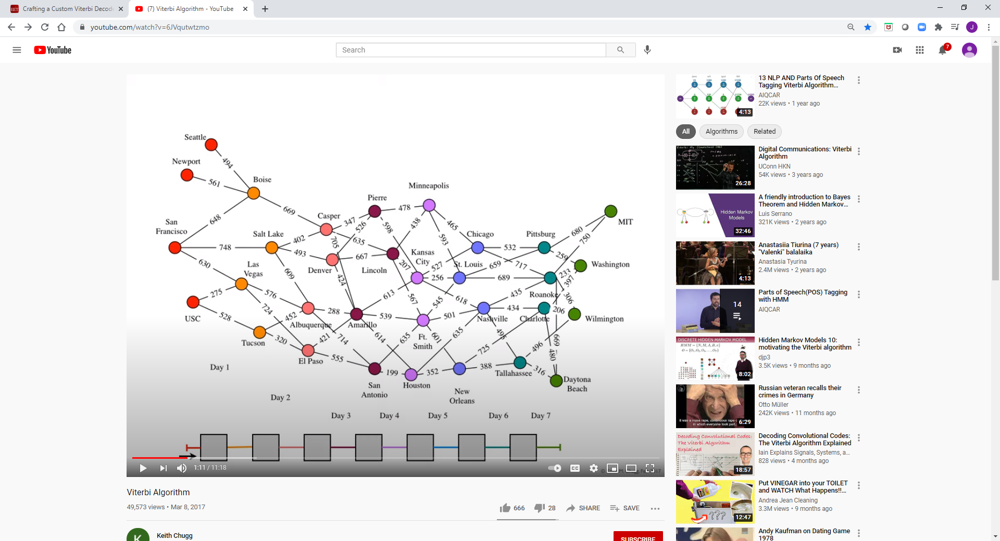 Crafting a Custom Viterbi Decod
(7) Viterbi Algorithm - YouTube
youtube.com/watch?v=6JVqutwtzmo
J
YouTube
Search
7
Seattle
494
Newport
561
Boise
648
669
San
Francisco
748
Salt Lake
402
493
609
630
Las
Vegas
275
USC
528
576
724
Tucson
452
320
Casper
347
526
635
705
Denver
667
424
Albuquerque
288
714
El Paso
421
555
Pierre
478
598
Lincoln
438
207
567
Amarillo
613
539
614
San
Antonio
635
199
Minneapolis
465
593
Kansas
City
527
256
618
545
501
Ft.
Smith
601
Houston
635
352
Chicago
532
717
St. Louis
659
689
Nashville
435
434
495
New
Orleans
725
388
Pittsburg
680
259
Roanoke
750
233
397
306
Charlotte
206
669
480
Tallahassee
496
316
MIT
Washington
Wilmington
Daytona
Beach
Day 1
Day 2
Day 3
Day 4
Day 5
Day 6
Day 7
1:11 / 11:18
CC
Viterbi Algorithm
49,573 views • Mar 8, 2017
666
28
SHARE
SAVE
K
Keith Chugg
SUBSCRIBE
4:13
13 NLP AND Parts Of Speech
Tagging Viterbi Algorithm...
AIQCAR
22K views • 1 year ago
All
Algorithms
Related
26:28
Digital Communications: Viterbi
Algorithm
UConn HKN
54K views • 3 years ago
Hidden Markov
Models
32:46
A friendly introduction to Bayes
Theorem and Hidden Markov...
Luis Serrano
321K views • 2 years ago
4:13
Anastasiia Tiurina (7 years)
"Valenki" balalaika
Anastasia Tyurina
2.4M views • 2 years ago
14
Parts of Speech(POS) Tagging
with HMM
AIQCAR
DISCRETE HIDDEN MARKOV MODEL
8:02
Hidden Markov Models 10:
motivating the Viterbi algorithm
djp3
3.5K views • 9 months ago
6:29
Russian veteran recalls their
crimes in Germany
Otto Müller
242K views • 11 months ago
Decoding Convolutional Codes:
The Viterbi Algorithm
Explained
18:57
Decoding Convolutional Codes:
The Viterbi Algorithm Explained
Iain Explains Signals, Systems, a...
828 views • 4 months ago
???
12:47
Put VINEGAR into your TOILET
and WATCH What Happens!!...
Andrea Jean Cleaning
3.3M views • 9 months ago
Andy Kaufman on Dating Game
1978